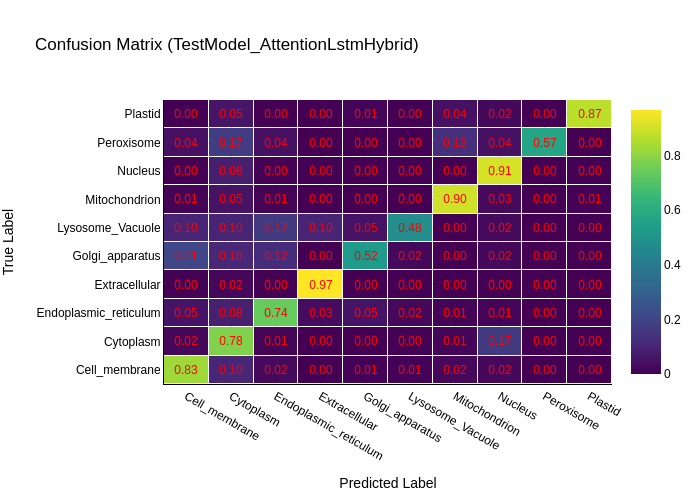 Confusion Matrix (TestModel_AttentionLstmHybrid)
Plastid 0.00 0.05 0.00 0.00 0.01 0.00 0.04 0.02 0.00 0.87
Peroxisome 0.04 0.17 0.04 0.00 0.00 0.00 0.13 0.04 0.57 0.00
Nucleus 0.00 0.08 0.00 0.00 0.00 0.00 0.00 0.91 0.00 0.00
Mitochondrion 0.01 0.05 0.01 0.00 0.00 0.00 0.90 0.03 0.00 0.01
Lysosome_Vacuole 0.10 0.10 0.17 0.10 0.05 0.48 0.00 0.02 0.00 0.00
Golgi_apparatus 0.10 0.12 0.00 0.52 0.02 0.00 0.02 0.00 0.00
Extracellular 0.00 0.02 0.00 0.97 0.00 0.00 0.00 0.00 0.00 0.00
Endoplasmic_reticulum 0.05 0.08 0.74 0.03 0.05 0.02 0.01 0.01 0.00 0.00
Cytoplasm 0.02 0.78 0.01 0.00 0.00 0.00 0.01 0.17 0.00 0.00
Cell_membrane 0.83 0.10 0.02 0.00 0.01 0.01 0.02 0.02 0.00 0.00
Cell_membrane Cytoplasm Endoplasmic_reticulum Extracellular Golgi_apparatus Lysosome_Vacuole Mitochondrion Nucleus Peroxisome Plastid
Predicted Label
True Label
0.8
0.6
0.4
0.2
0